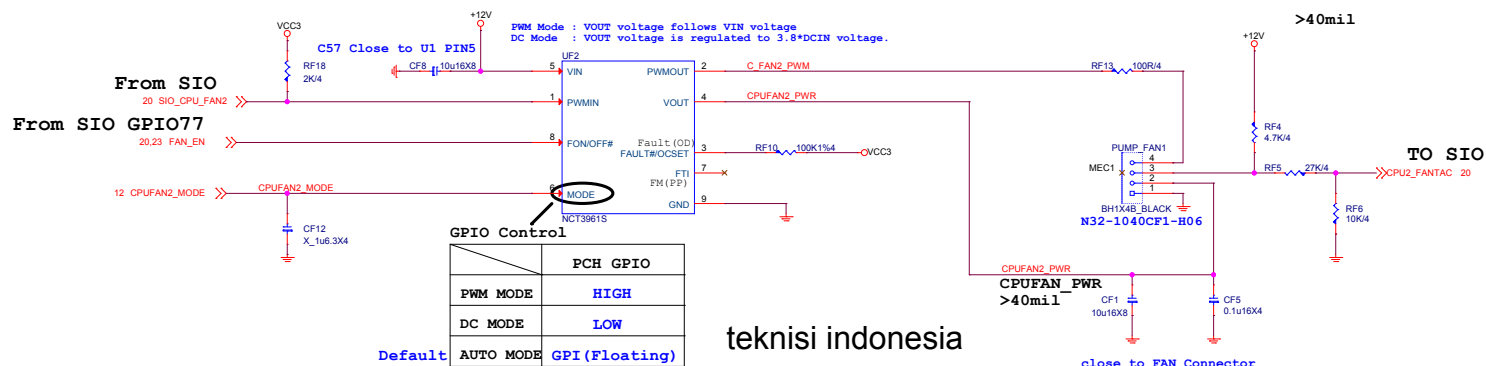 +12V
>40mil
VCC3
PWM Mode : VOUT voltage follows VIN voltage
DC Mode : VOUT voltage is regulated to 3.8*DCIN voltage.
+12V
C57 Close to U1 PIN5
UF2
RF18
2K/4
CF8 10u16X8
5 VIN
PWMOUT 2
C_FAN2_PWM
RF13 100R/4
From SIO
20 SIO_CPU_FAN2
1 PWMIN
VOUT 4
CPUFAN2_PWR
From SIO GPIO77
20,23 FAN_EN
8 FON/OFF#
Fault(OD)
FAULT#/OCSET 3
RF10 100K1%4
VCC3
FTI 7
FM(PP)
12 CPUFAN2_MODE
CPUFAN2_MODE
6 MODE
GND 9
NCT3961S
CF12
X_1u6.3X4
RF4
4.7K/4
PUMP_FAN1
MEC1
4
3
2
1
BH1X4B_BLACK
N32-1040CF1-H06
RF5 27K/4
TO SIO
CPU2_FANTAC 20
RF6
10K/4
GPIO Control
PCH GPIO
PWM MODE HIGH
DC MODE LOW
Default AUTO MODE GPI(Floating)
CPUFAN2_PWR
CPUFAN_PWR
>40mil
CF1
10u16X8
CF5
0.1u16X4
teknisi indonesia
close to FAN Connector